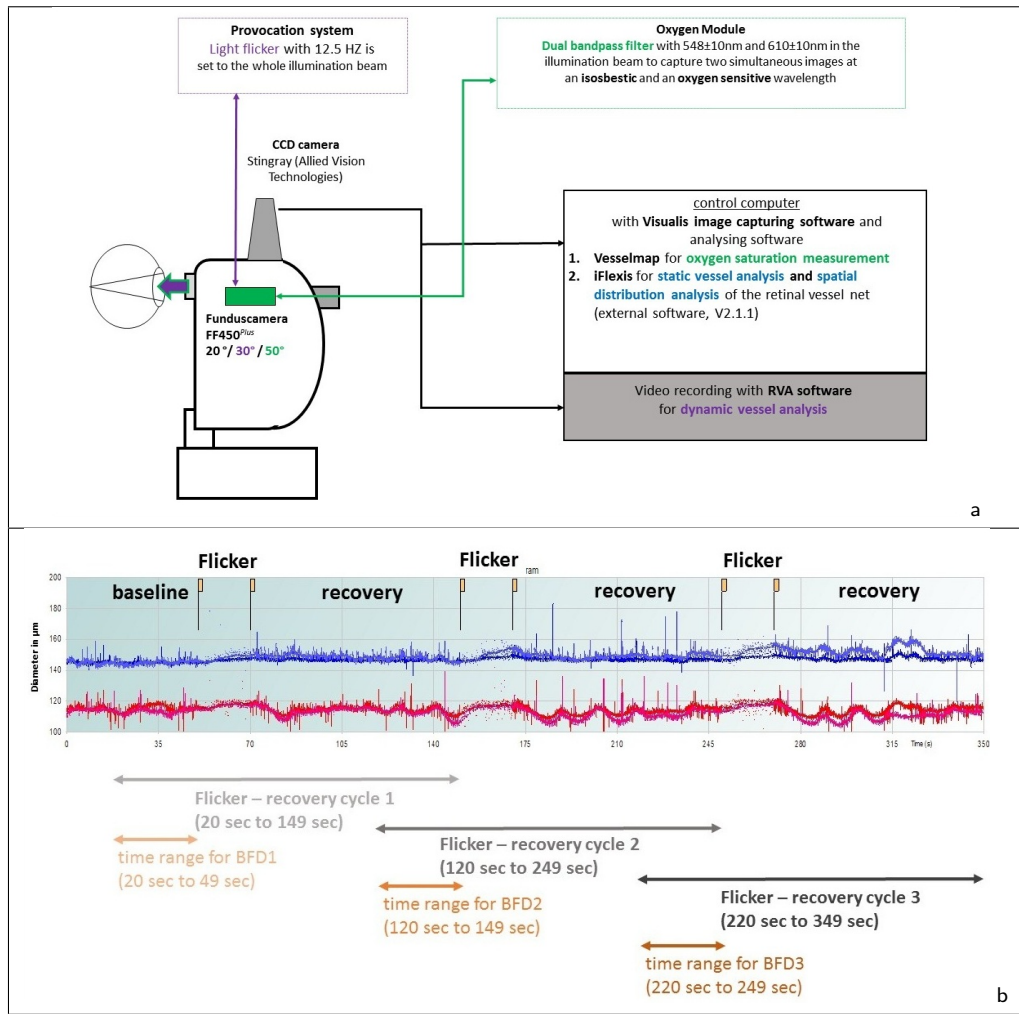 Provocation system
Light flicker with 12.5 HZ is
set to the whole illumination beam
Oxygen Module
Dual bandpass filter with 548±10nm and 610±10nm in the
illumination beam to capture two simultaneous images at
an isosbestic and an oxygen sensitive wavelength
CCD camera
Stingray (Allied Vision
Technologies)
control computer
with Visualis image capturing software and
analysing software
1. Vesselmap for oxygen saturation measurement
2. iFlexis for static vessel analysis and spatial
distribution analysis of the retinal vessel net
(external software, V2.1.1)
Funduscamera
FF450Plus
20°/ 30° / 50°
Video recording with RVA software
for dynamic vessel analysis
a
Flicker
Flicker
Flicker
ram
baseline
recovery
recovery
recovery
Diameter in µm
200
180
160
140
120
100
0
35
70
105
140
175
210
245
280
315
Time (s)
350
Flicker – recovery cycle 1
(20 sec to 149 sec)
time range for BFD1
(20 sec to 49 sec)
Flicker – recovery cycle 2
(120 sec to 249 sec)
time range for BFD2
(120 sec to 149 sec)
Flicker – recovery cycle 3
(220 sec to 349 sec)
time range for BFD3
(220 sec to 249 sec)
b